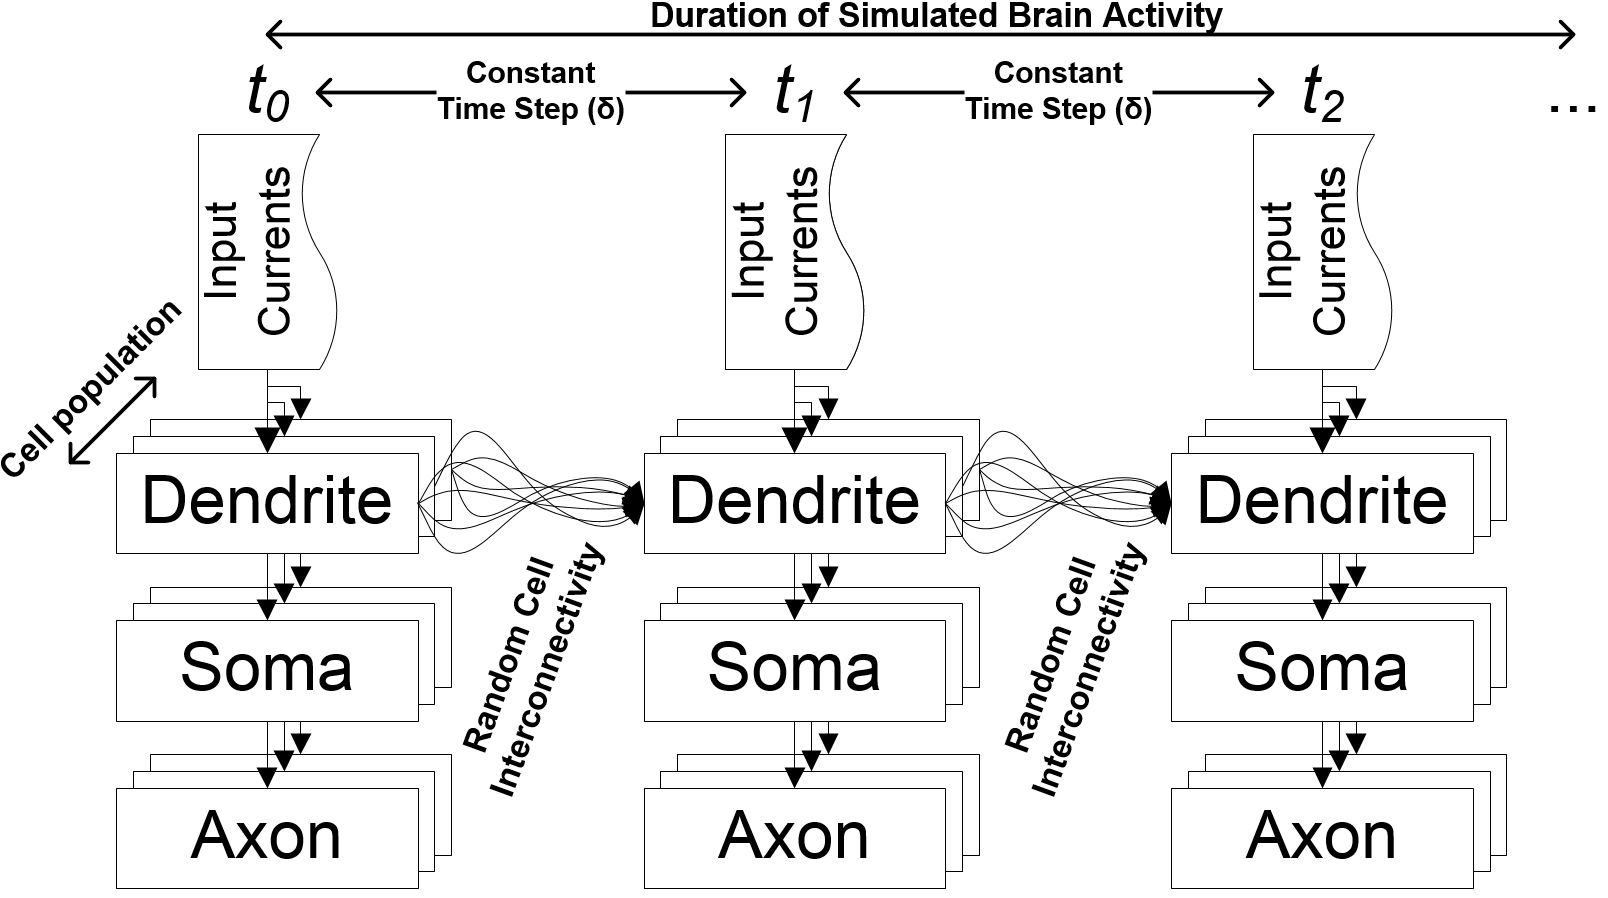 Duration of Simulated Brain Activity
t0
Constant
Time Step (δ)
t1
Constant
Time Step (δ)
t2
...
Input
Currents
Input
Currents
Input
Currents
Cell population
Dendrite
Dendrite
Dendrite
Random Cell
Interconnectivity
Random Cell
Interconnectivity
Soma
Soma
Soma
Axon
Axon
Axon